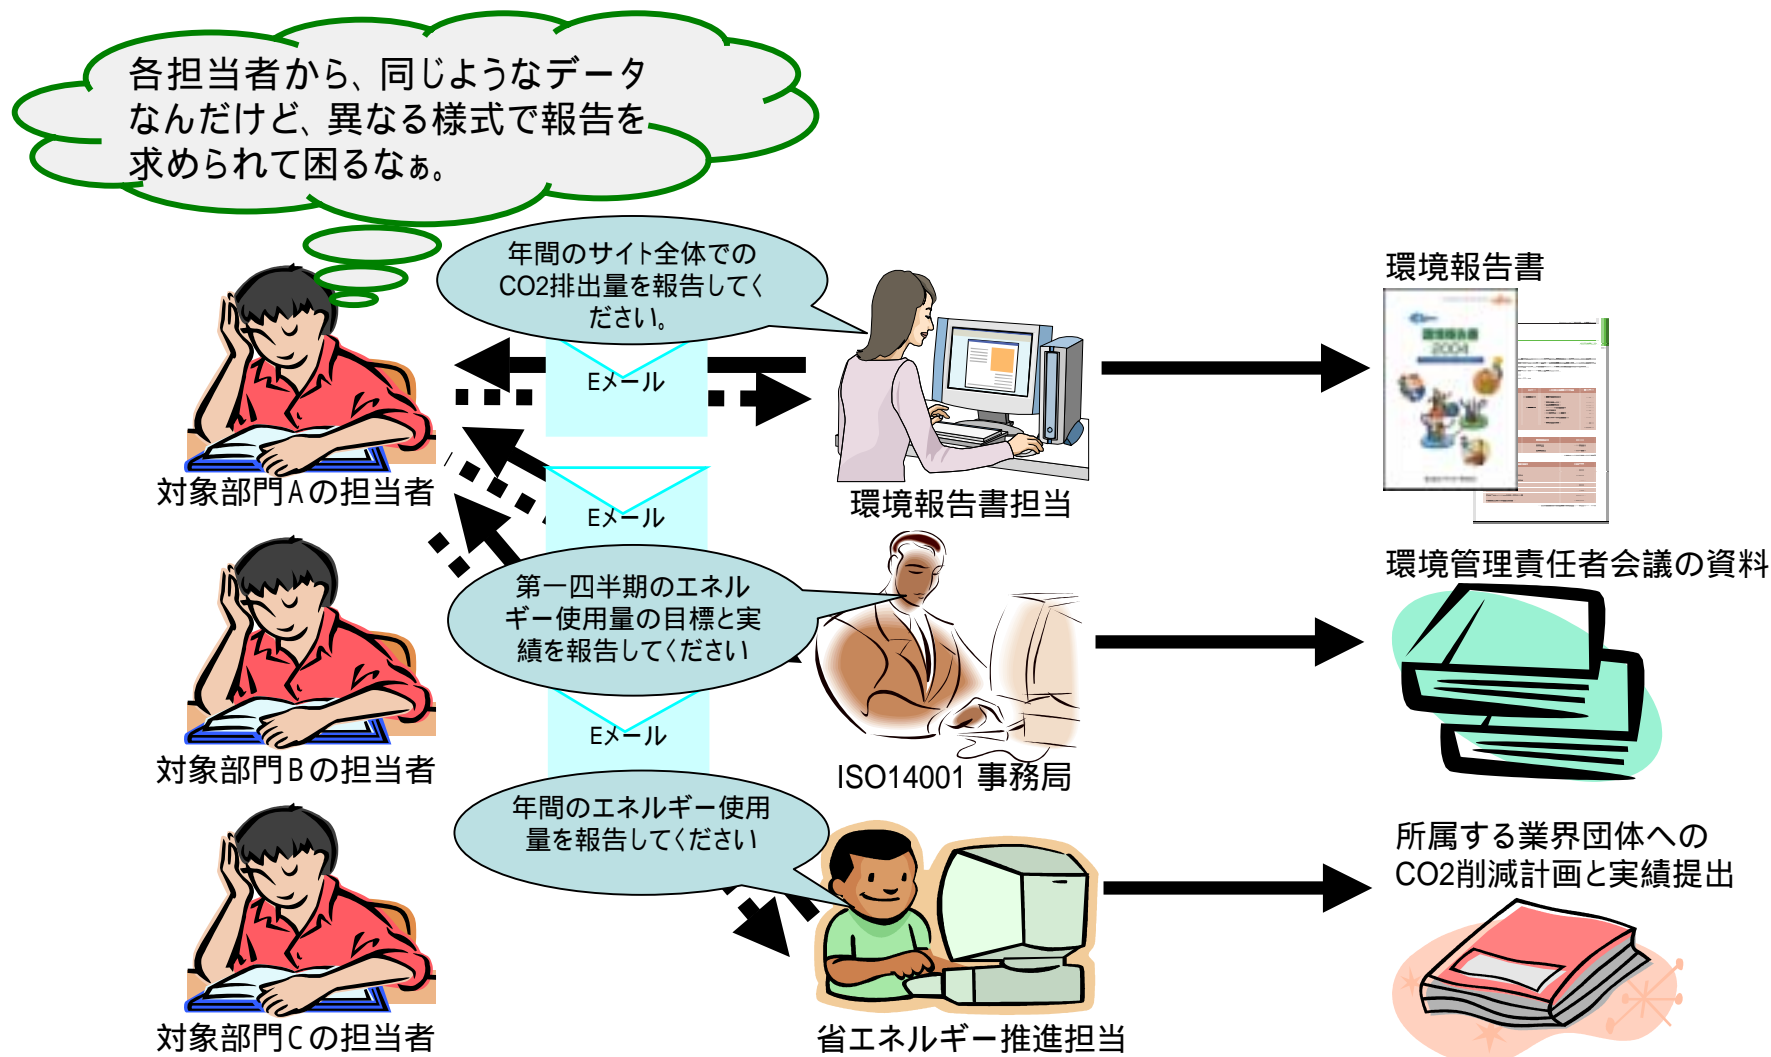 各担当者から、同じようなデータ
なんだけど、異なる様式で報告を
求められて困るなぁ。
年間のサイト全体での
CO2排出量を報告してく
ださい。
Eメール
対象部門Aの担当者
環境報告書担当
環境報告書
環境報告書
2004
Eメール
第一四半期のエネル
ギー使用量の目標と実
績を報告してください
対象部門Bの担当者
ISO14001 事務局
環境管理責任者会議の資料
Eメール
年間のエネルギー使用
量を報告してください
対象部門Cの担当者
省エネルギー推進担当
所属する業界団体への
CO2削減計画と実績提出